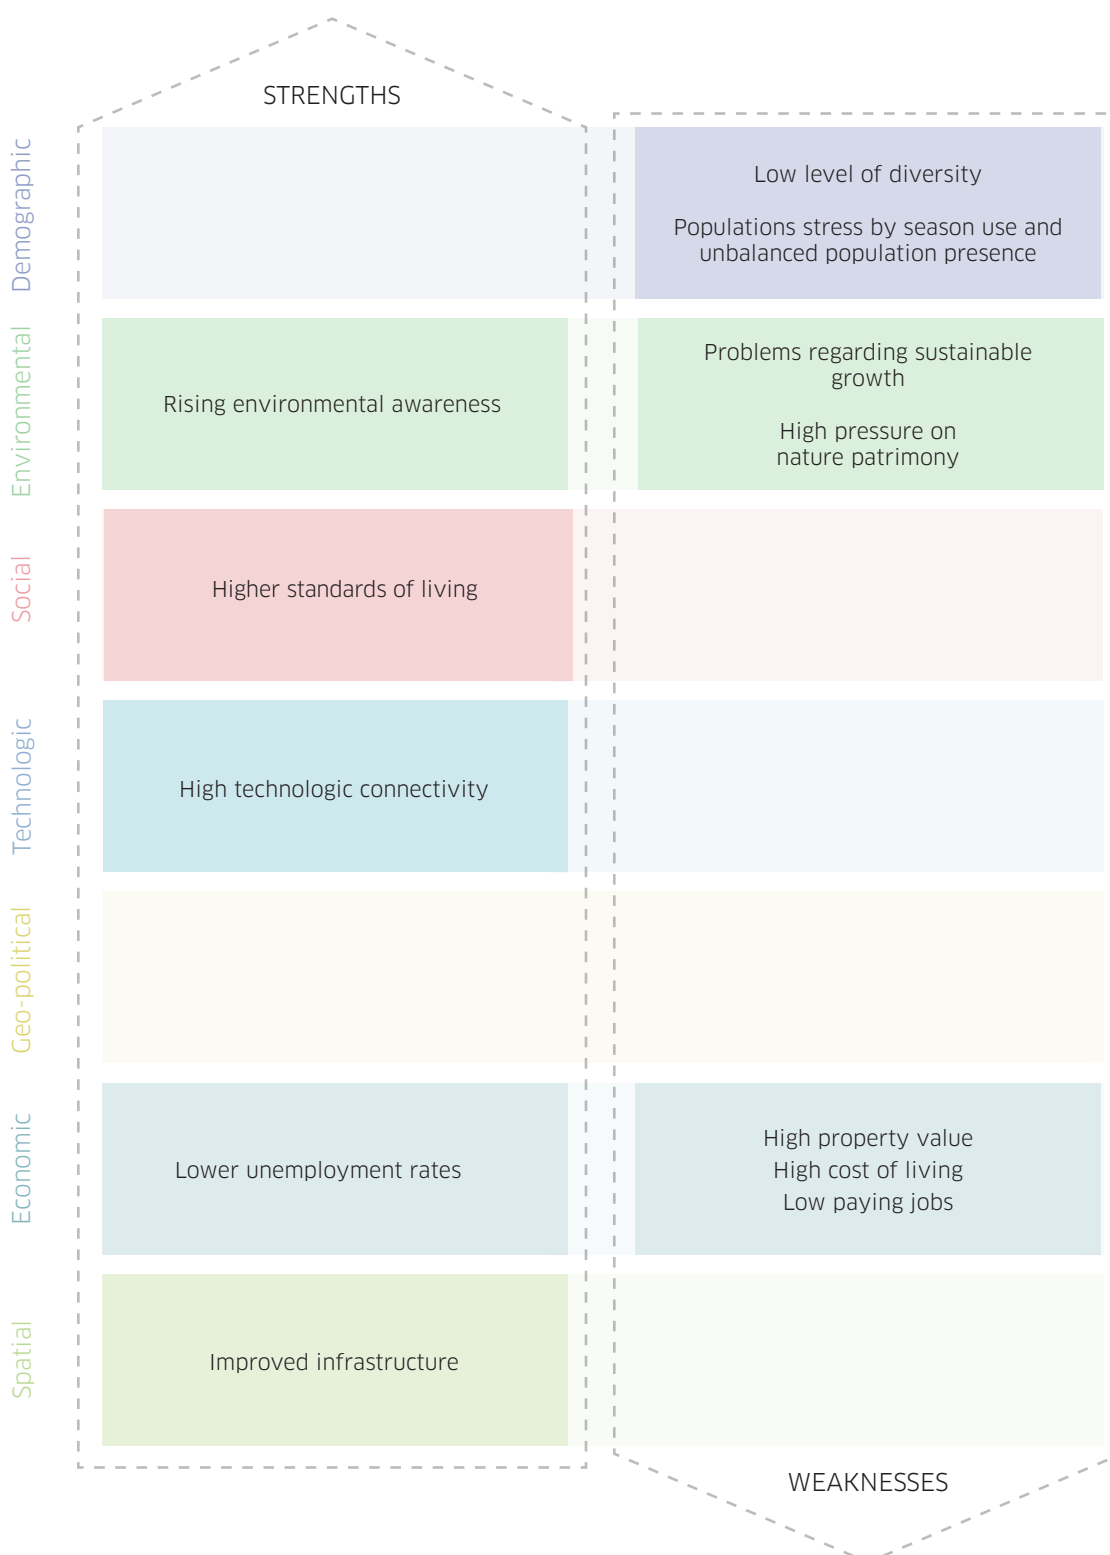 STRENGTHS
Demographic
Low level of diversity
Populations stress by season use and
unbalanced population presence
Environmental
Rising environmental awareness
Problems regarding sustainable
growth
High pressure on
nature patrimony
Social
Higher standards of living
Technologic
High technologic connectivity
Geo-political
Economic
Lower unemployment rates
High property value
High cost of living
Low paying jobs
Spatial
Improved infrastructure
WEAKNESSES